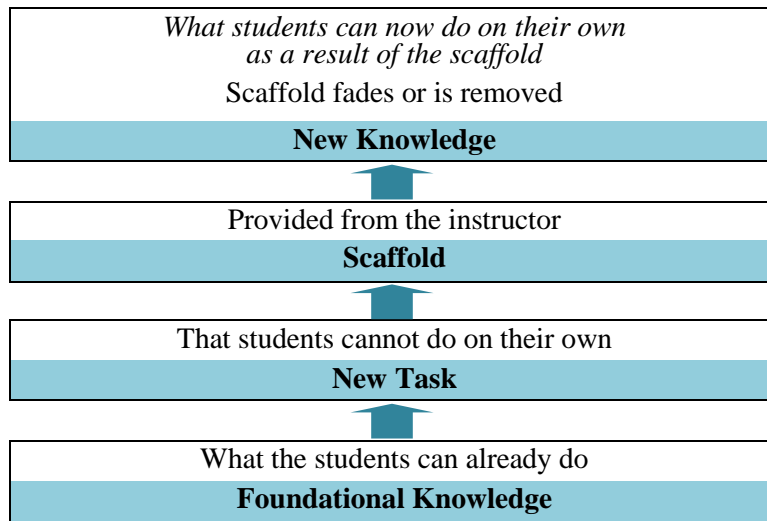 What students can now do on their own
as a result of the scaffold
Scaffold fades or is removed
New Knowledge
Provided from the instructor
Scaffold
That students cannot do on their own
New Task
What the students can already do
Foundational Knowledge